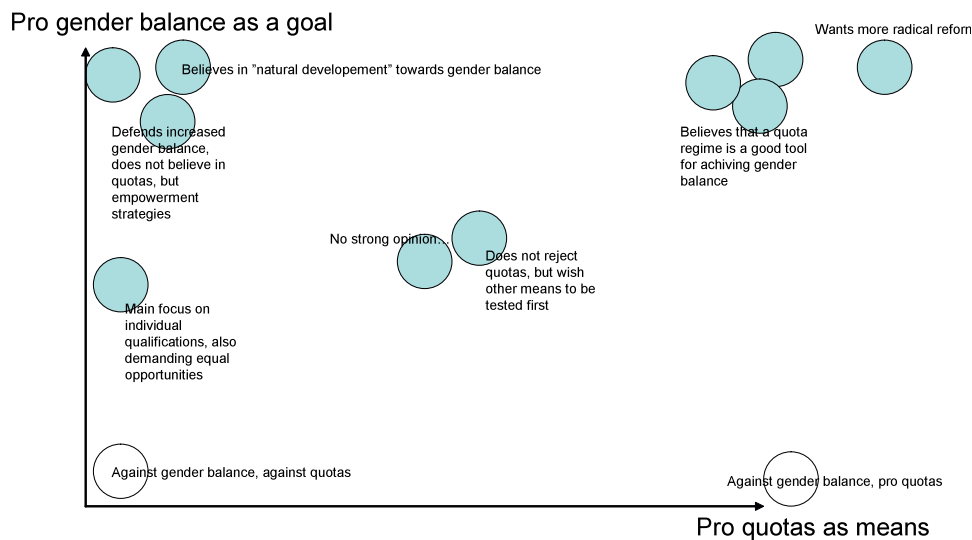 Pro gender balance as a goal
Wants more radical reform
Believes in ”natural developement” towards gender balance
Defends increased
gender balance,
does not believe in
quotas, but
empowerment
strategies
Believes that a quota
regime is a good tool
for achiving gender
balance
No strong opinion...
Does not reject
quotas, but wish
other means to be
tested first
Main focus on
individual
qualifications, also
demanding equal
opportunities
Against gender balance, against quotas
Against gender balance, pro quotas
Pro quotas as means